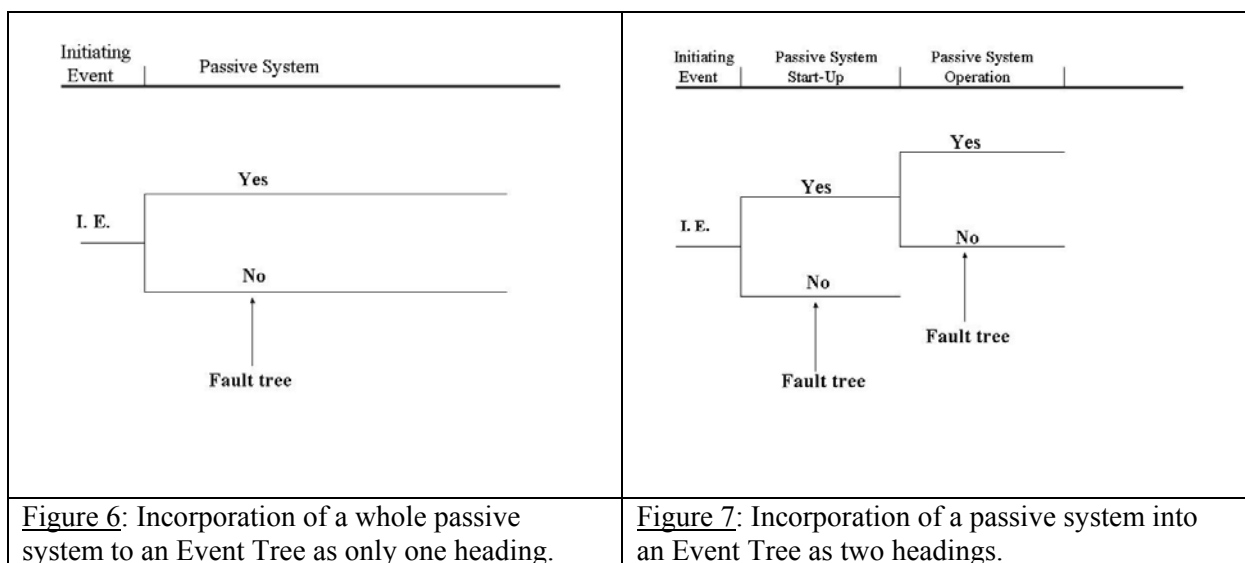 Initiating
Event
Passive System
I. E.
Yes
No
Fault tree
Figure 6: Incorporation of a whole passive
system to an Event Tree as only one heading.
Initiating
Event
Passive System
Start-Up
Passive System
Operation
I. E.
Yes
No
Yes
No
Fault tree
Fault tree
Figure 7: Incorporation of a passive system into
an Event Tree as two headings.